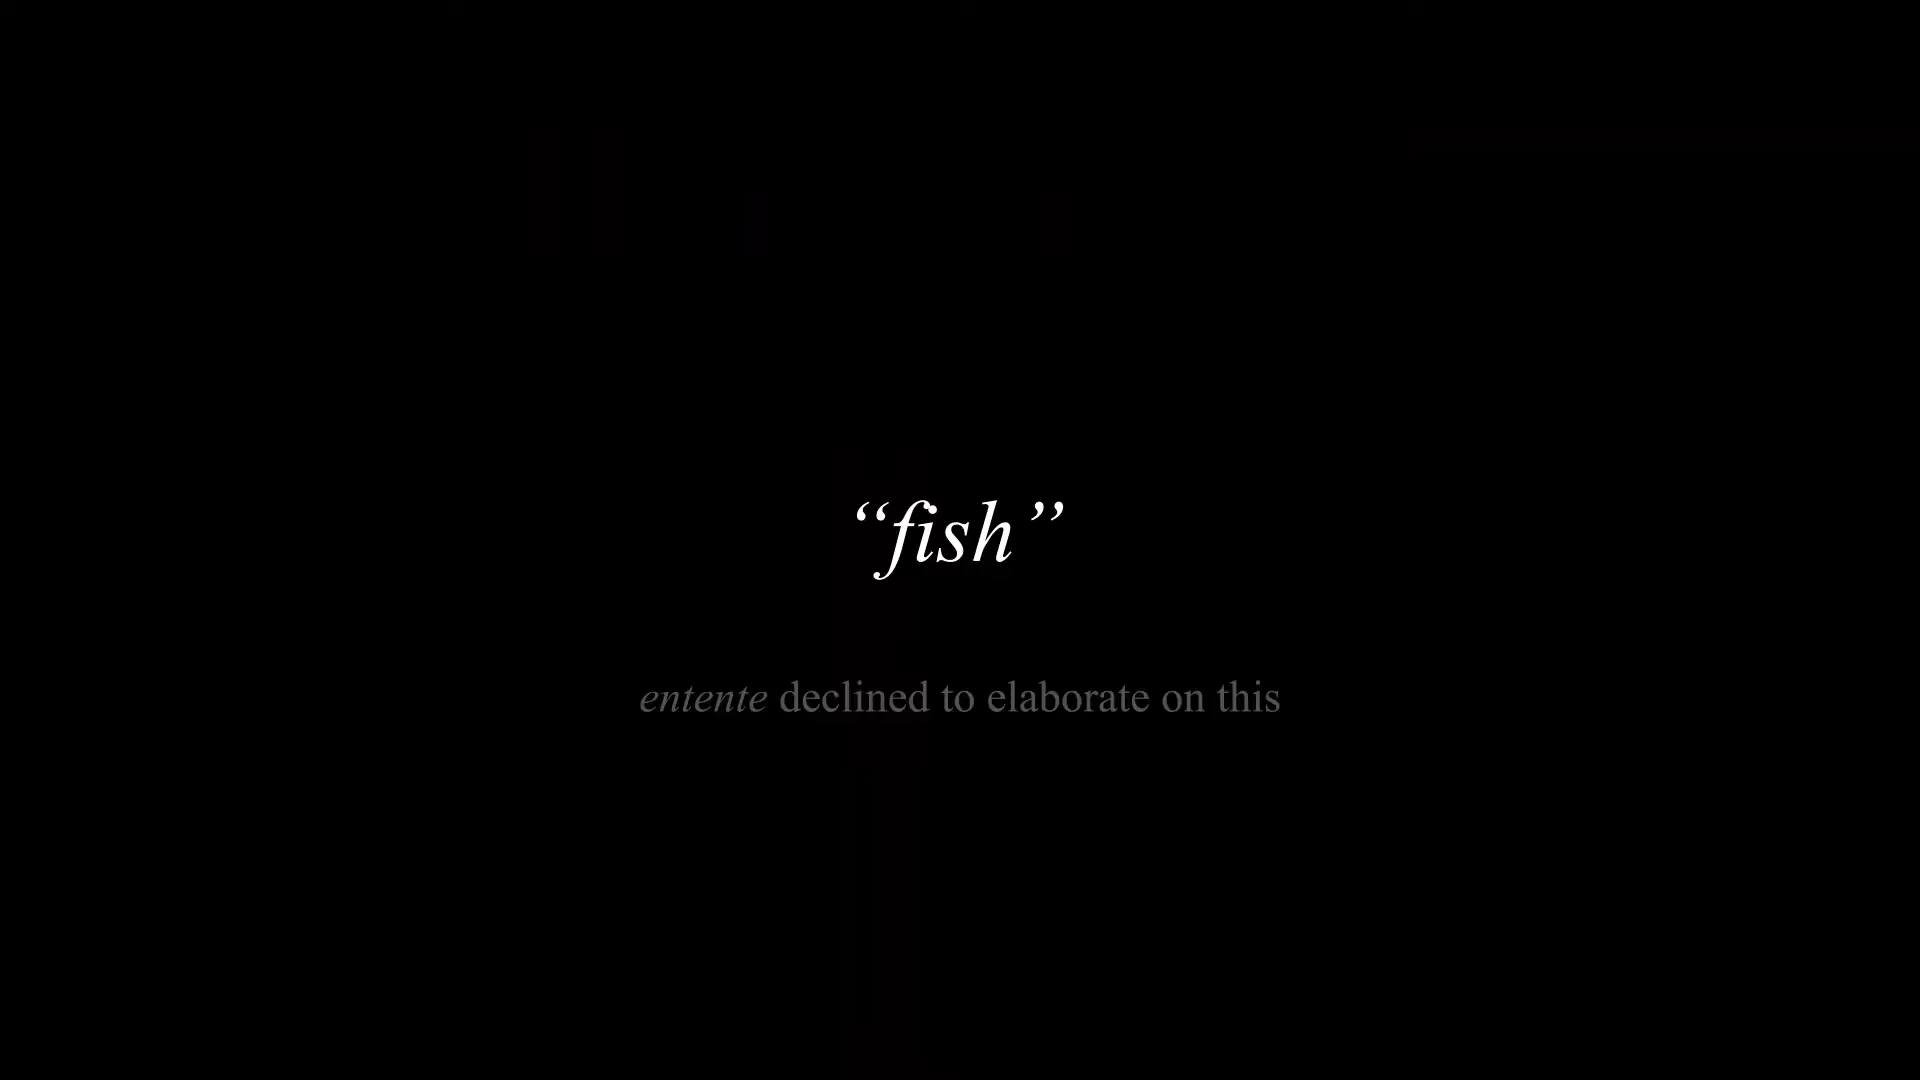 “fish”
entente declined to elaborate on this